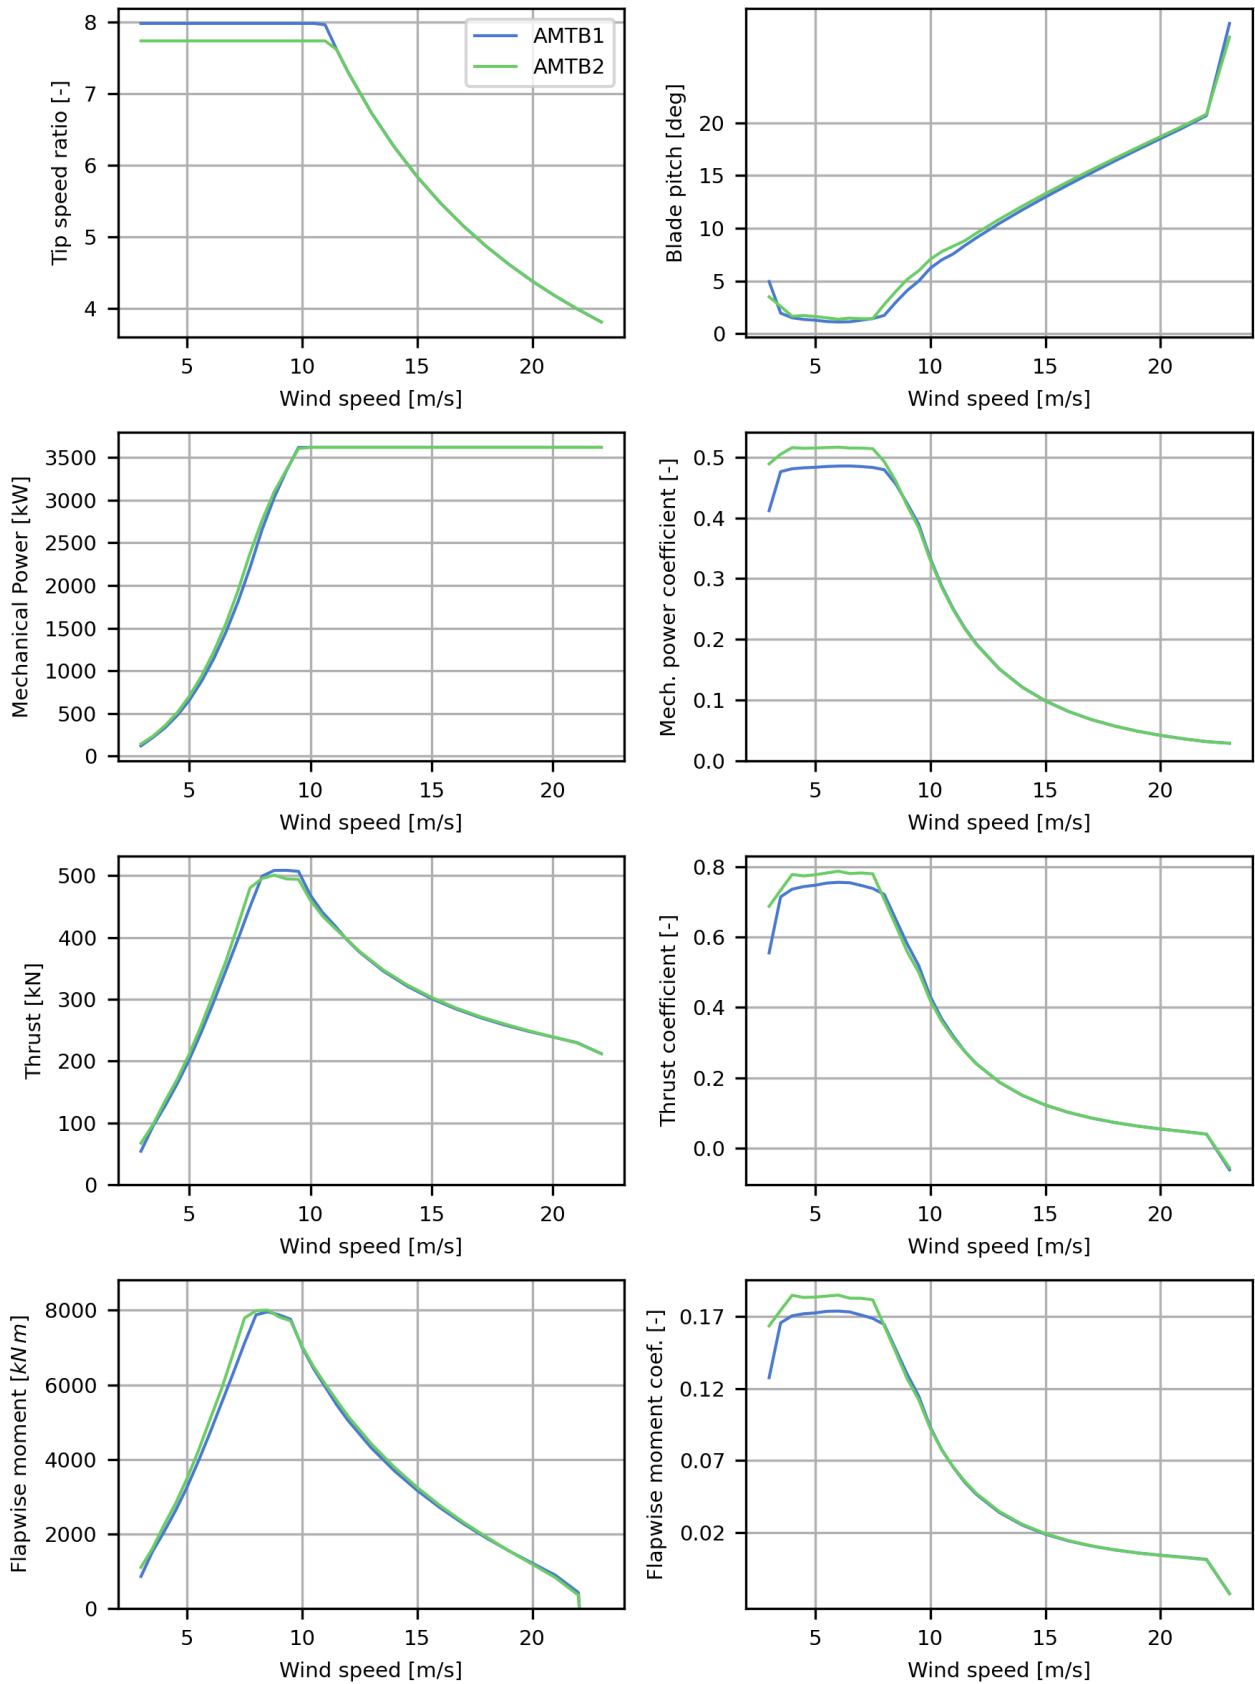 Tip speed ratio [-]
8
7
6
5
4
AMTB1
AMTB2
5 10 15 20
Wind speed [m/s]
Blade pitch [deg]
20
15
10
5
0
5 10 15 20
Wind speed [m/s]
Mechanical Power [kW]
3500
3000
2500
2000
1500
1000
500
0
5 10 15 20
Wind speed [m/s]
Mech. power coefficient [-]
0.5
0.4
0.3
0.2
0.1
0.0
5 10 15 20
Wind speed [m/s]
Thrust [kN]
500
400
300
200
100
0
5 10 15 20
Wind speed [m/s]
Thrust coefficient [-]
0.8
0.6
0.4
0.2
0.0
5 10 15 20
Wind speed [m/s]
Flapwise moment [kNm]
8000
6000
4000
2000
0
5 10 15 20
Wind speed [m/s]
Flapwise moment coef. [-]
0.17
0.12
0.07
0.02
5 10 15 20
Wind speed [m/s]